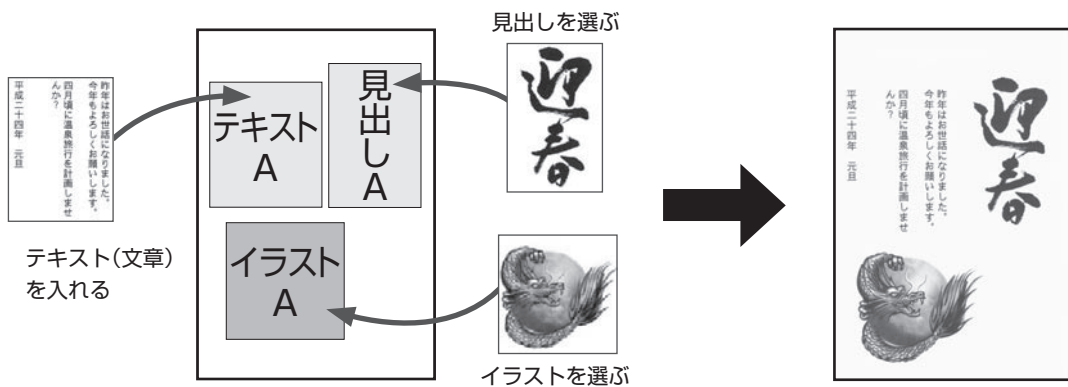 昨年はお世話になりました。
今年もよろしくお願いします。
四月頃に温泉旅行を計画しませ
んか?
平成二十四年 元旦
テキスト(文章)
を入れる
テキスト
A
見出しA
イラスト
A
見出しを選ぶ
迎春
イラストを選ぶ
迎春
昨年はお世話になりました。
今年もよろしくお願いします。
四月頃に温泉旅行を計画しませ
んか?
平成二十四年 元旦